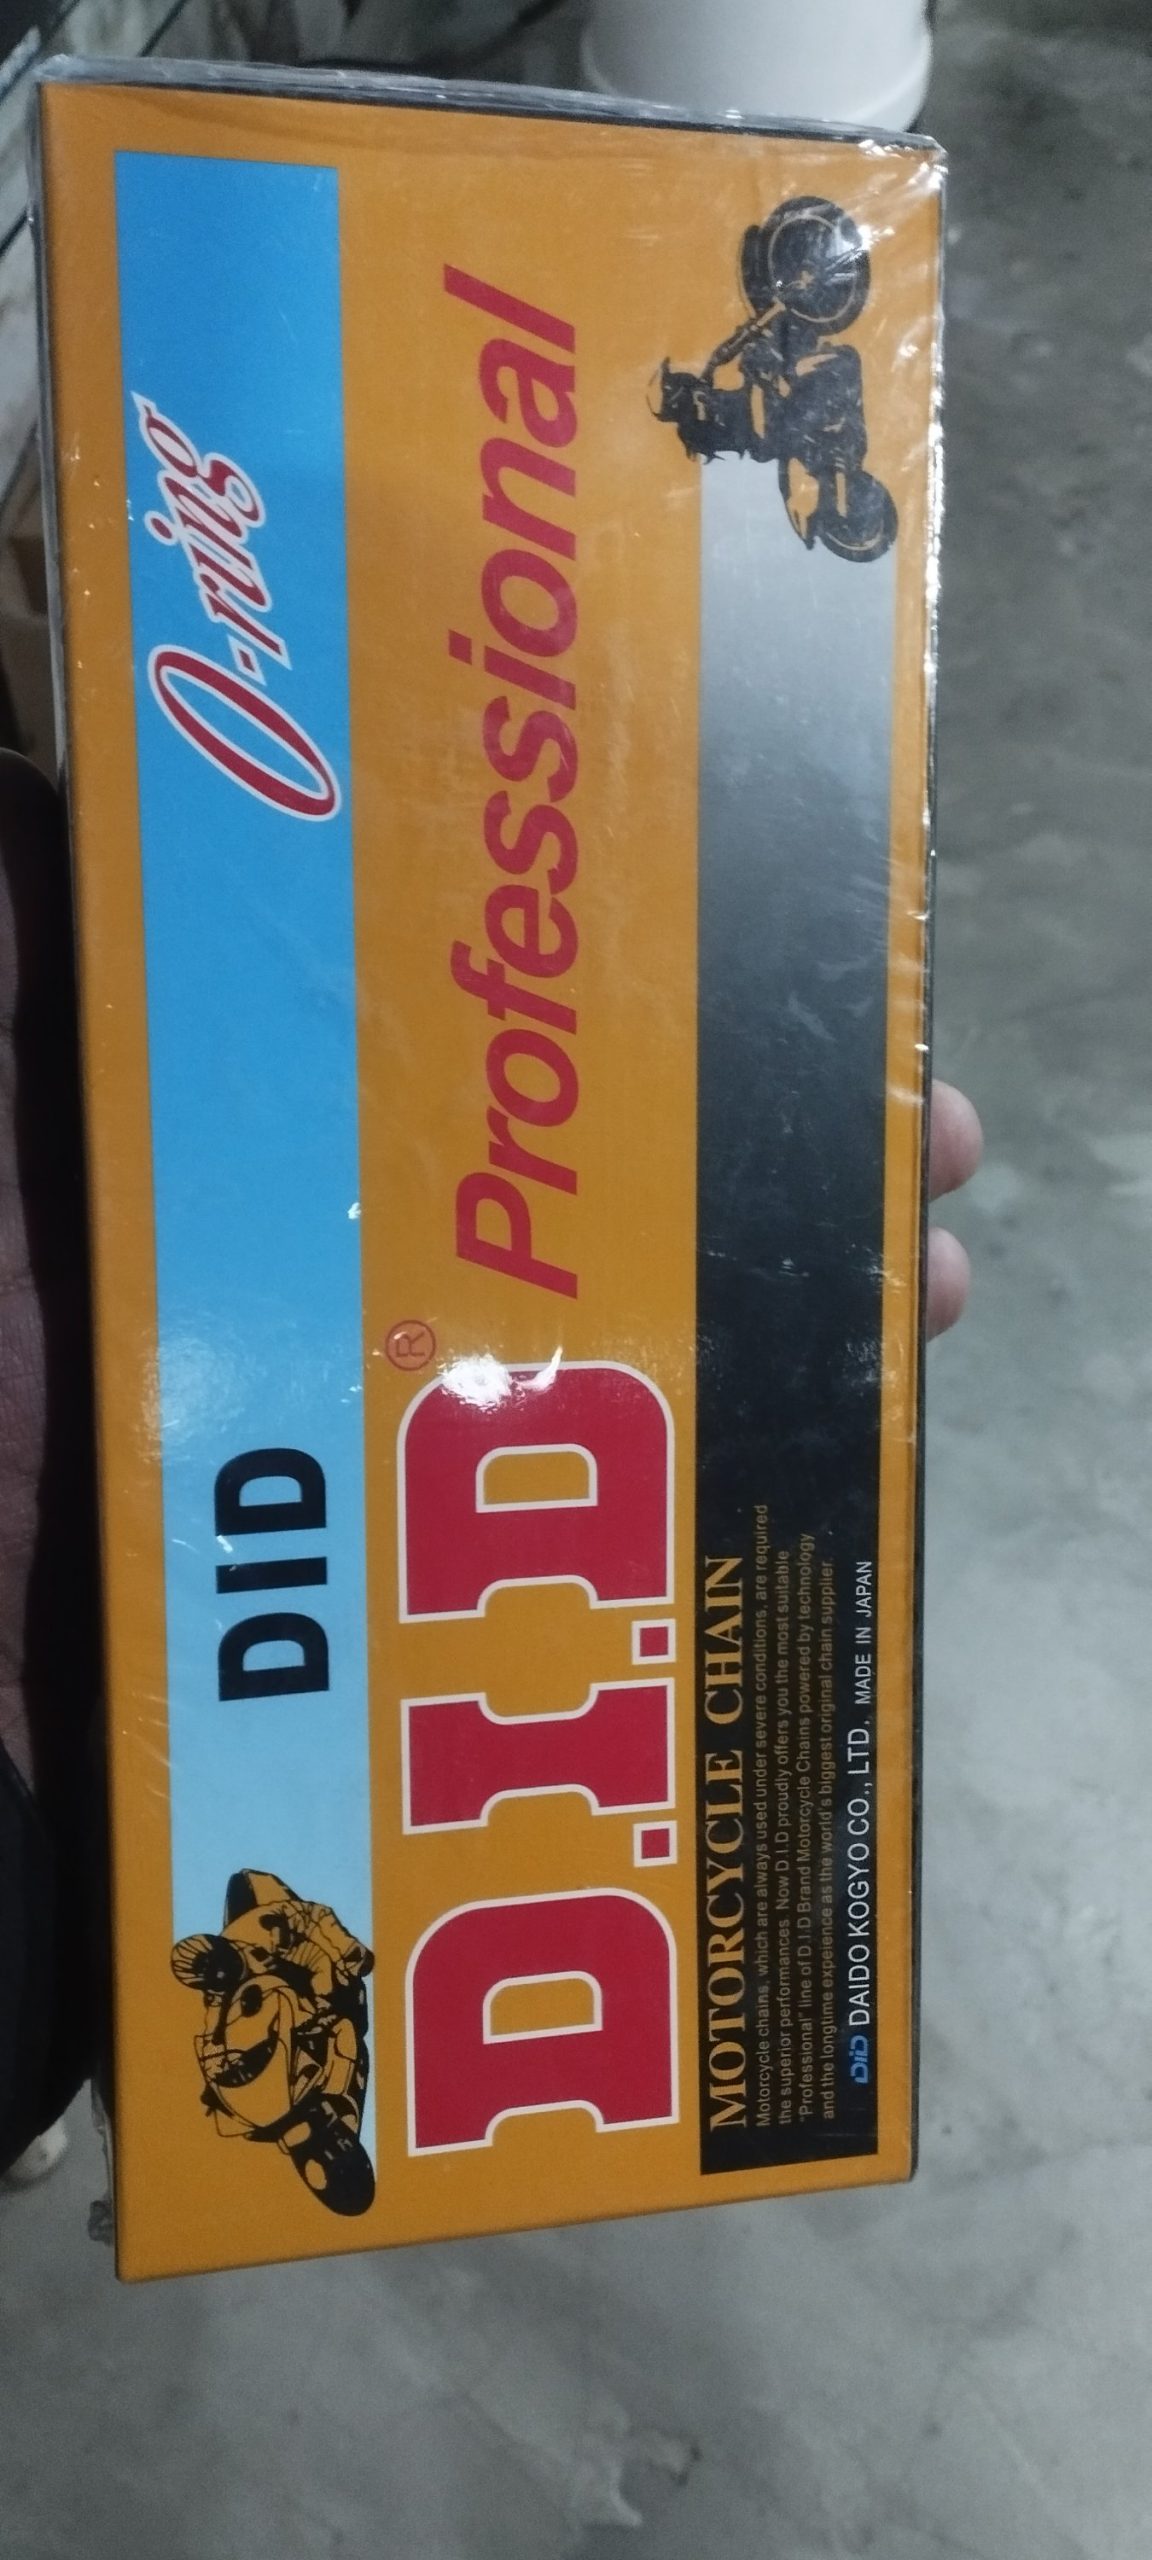 DID
O-ring
D.I.D® Professional
MOTORCYCLE CHAIN
Motorcycle chains, which are always used under severe conditions, are required
the superior performances. Now D.I.D proudly offers you the most suitable
"Professional" line of D.I.D Brand Motorcycle Chains powered by technology
and the longtime expeience as the world's biggest original chain supplier.
DID DAIDO KOGYO CO., LTD. MADE IN JAPAN